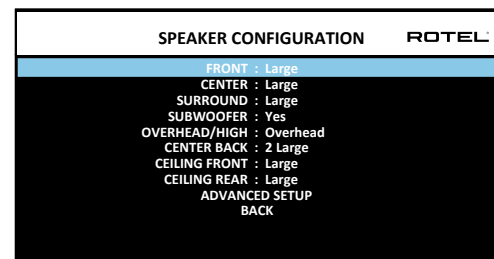 SPEAKER CONFIGURATION ROTEL
FRONT : Large
CENTER : Large
SURROUND : Large
SUBWOOFER : Yes
OVERHEAD/HIGH : Overhead
CENTER BACK : 2 Large
CEILING FRONT : Large
CEILING REAR : Large
ADVANCED SETUP
BACK